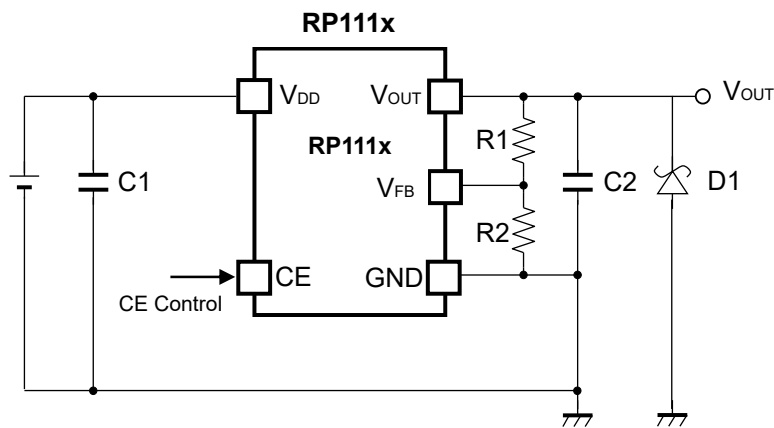 RP111x
VDD
VOUT
VOUT
R1
RP111x
C1
VFB
C2
D1
R2
CE
GND
CE Control